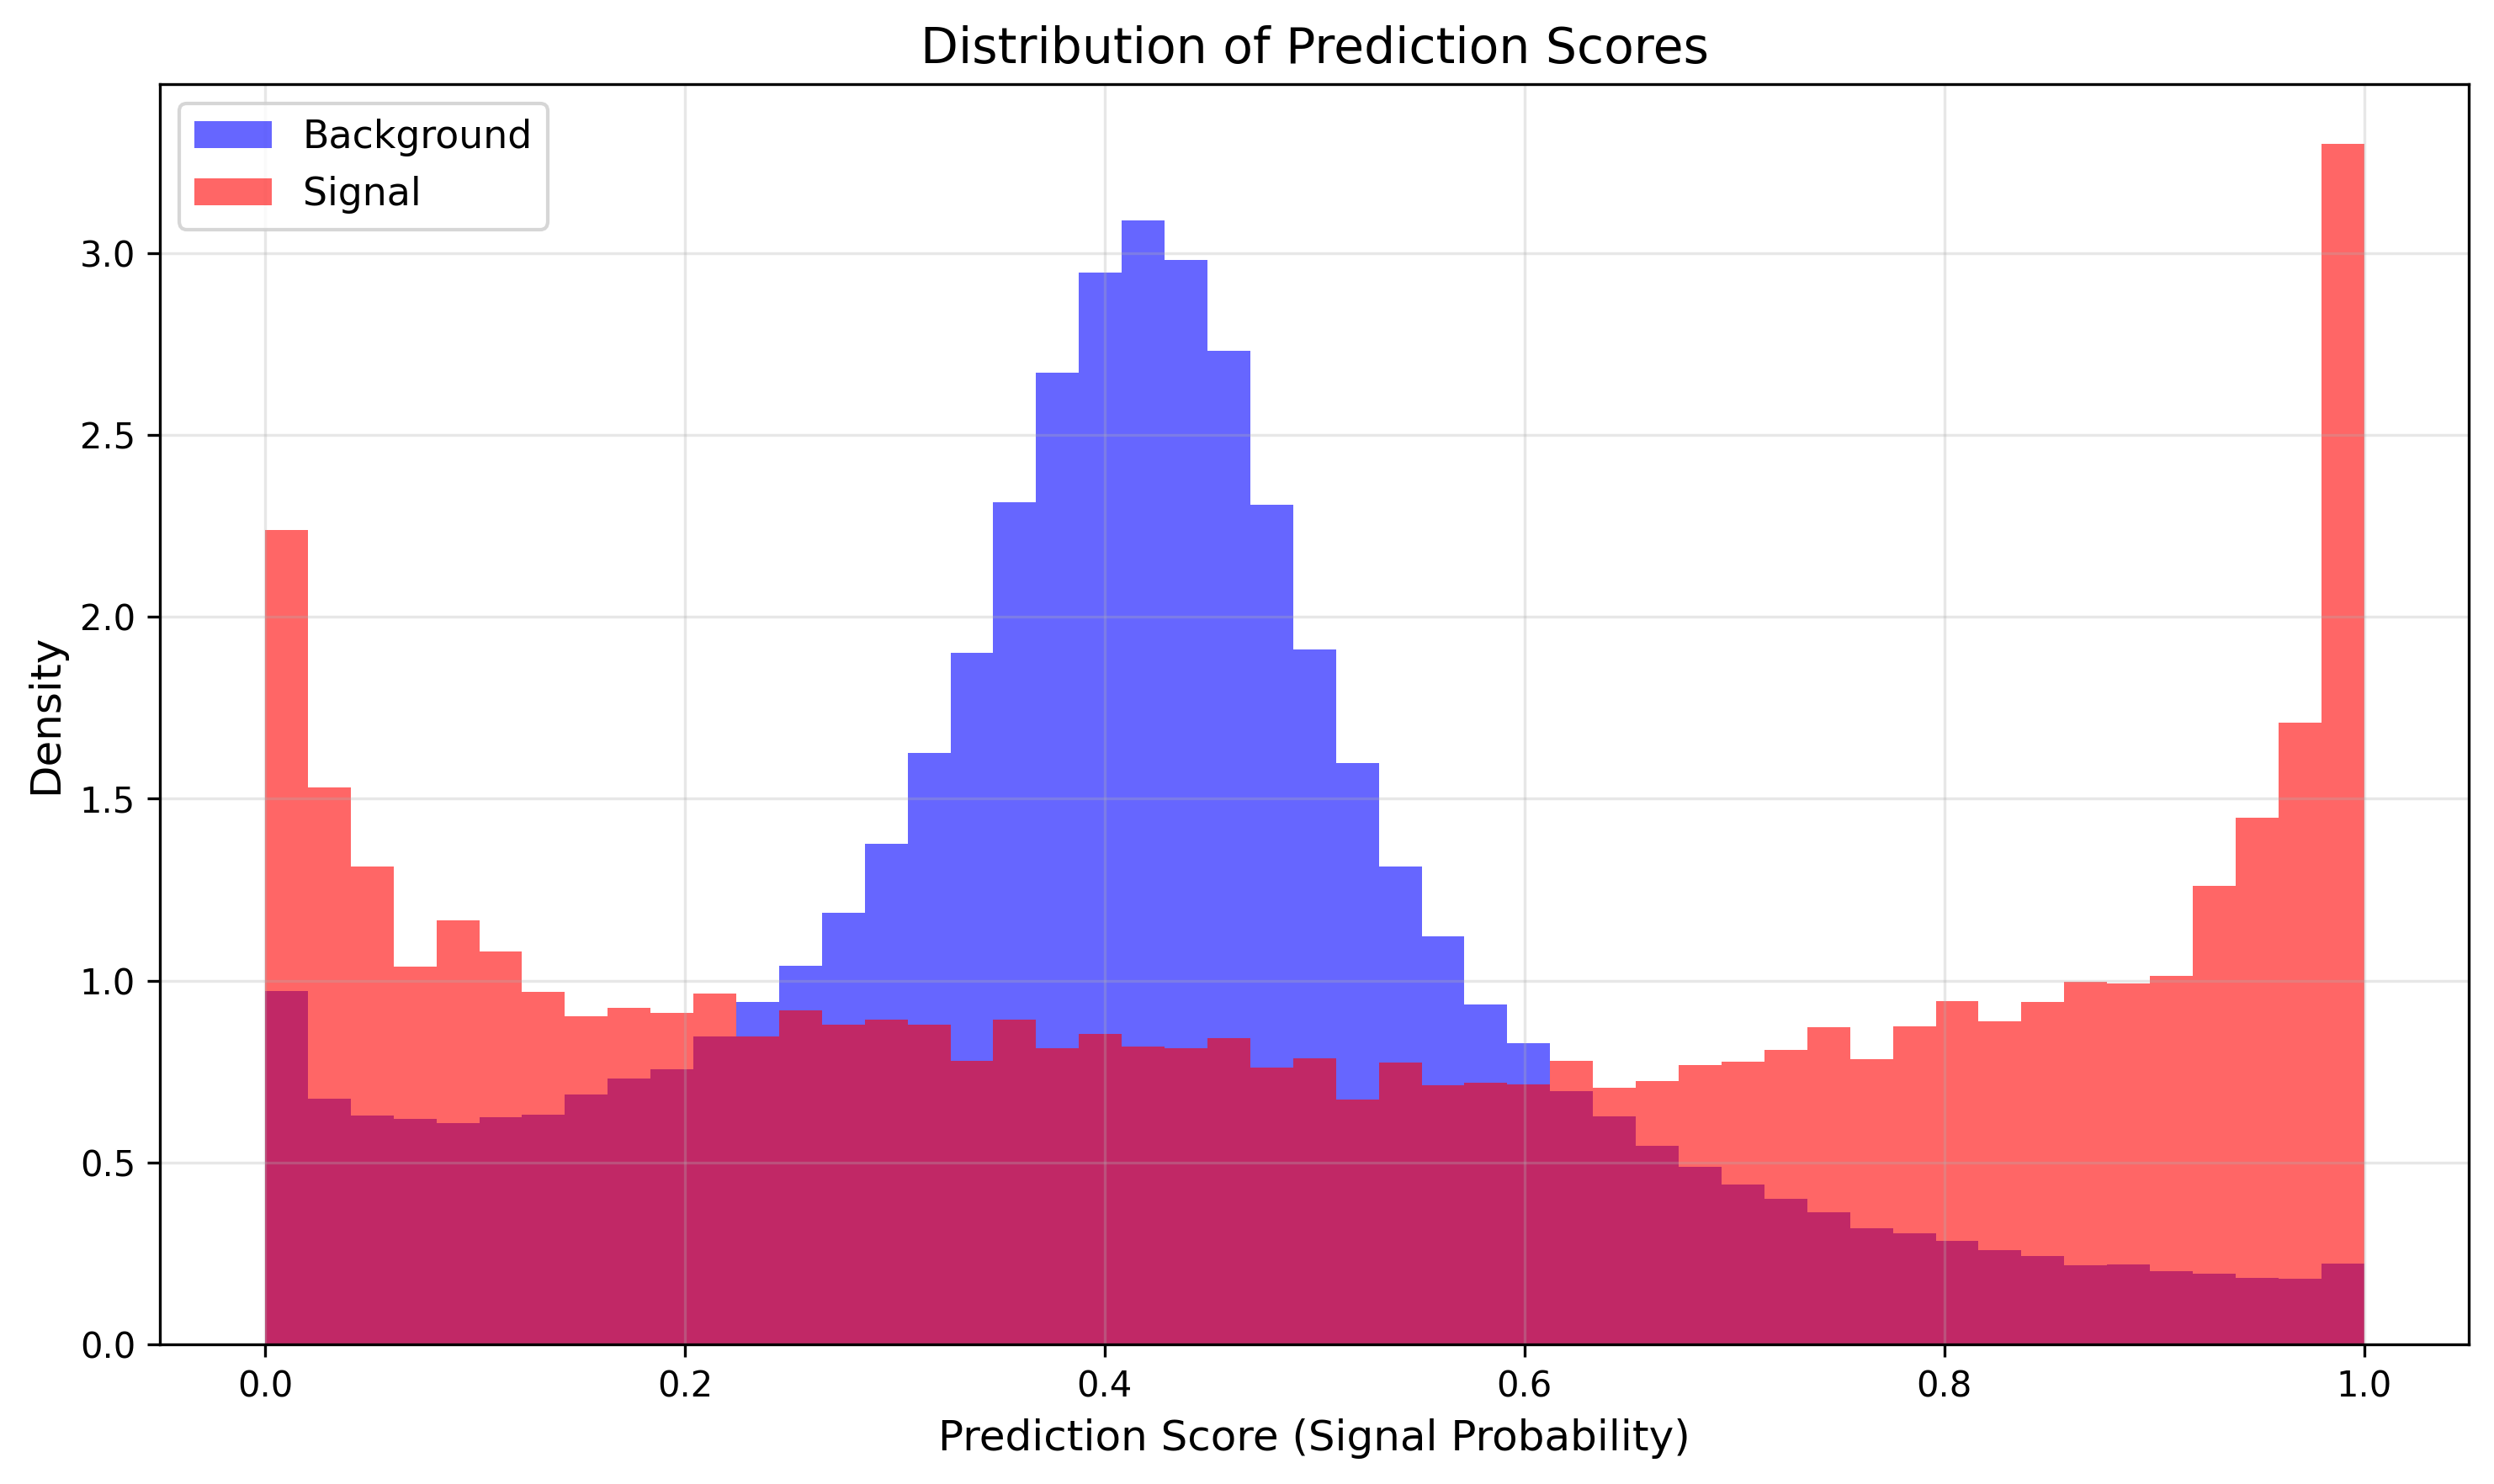 Distribution of Prediction Scores
Background
Signal
3.0
2.5
2.0
1.5
1.0
0.5
0.0
Density
0.0 0.2 0.4 0.6 0.8 1.0
Prediction Score (Signal Probability)